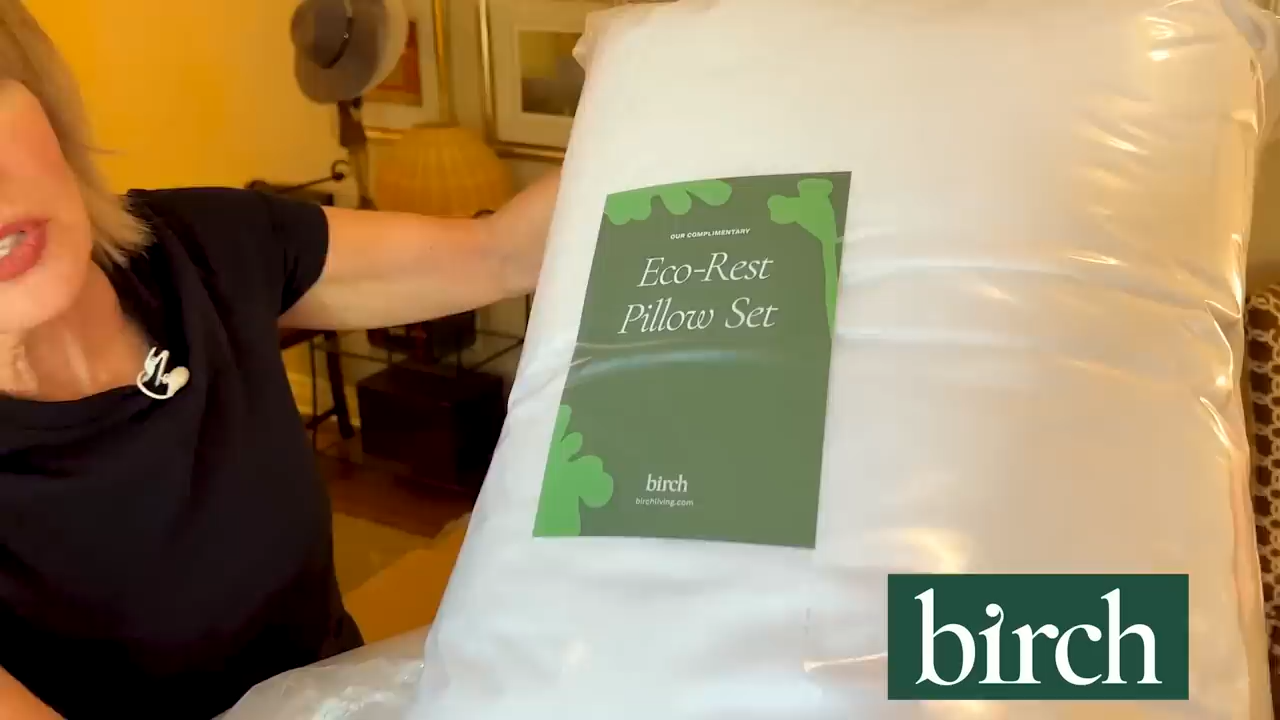 OUR COMPLIMENTARY
Eco-Rest
Pillow Set
birch
birchliving.com
birch